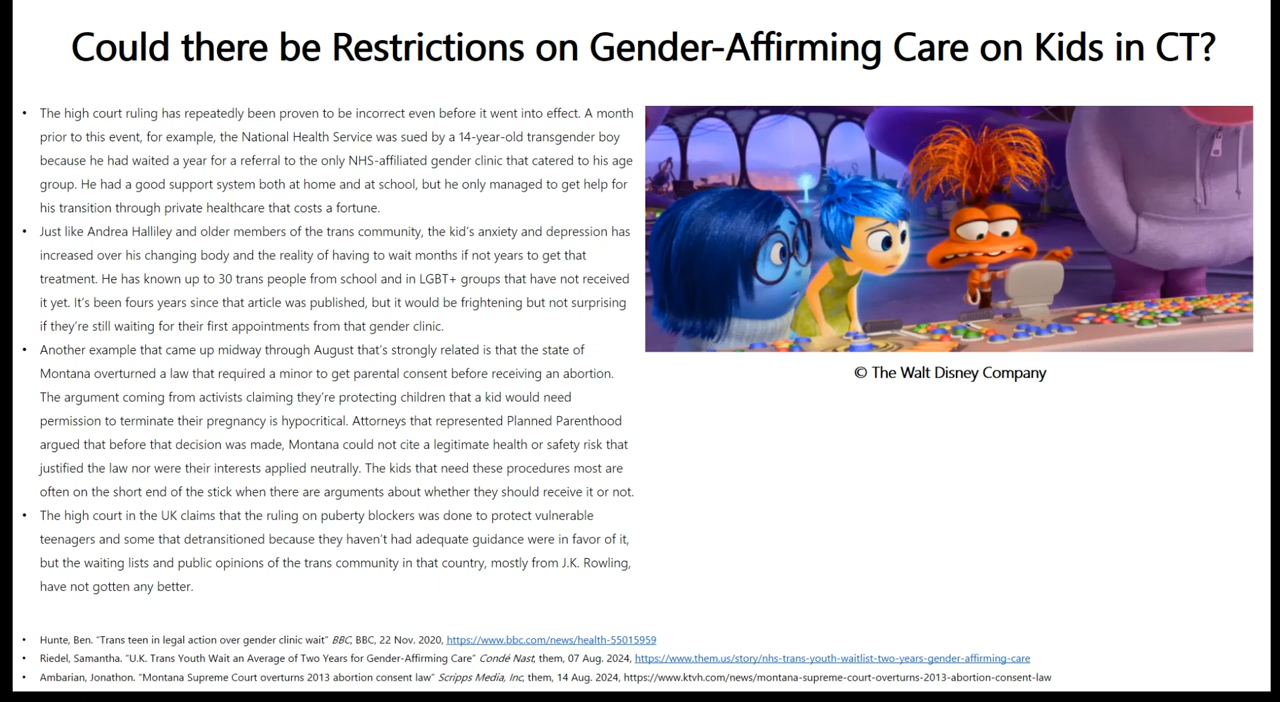 Could there be Restrictions on Gender-Affirming Care on Kids in CT?
• The high court ruling has repeatedly been proven to be incorrect even before it went into effect. A month
prior to this event, for example, the National Health Service was sued by a 14-year-old transgender boy
because he had waited a year for a referral to the only NHS-affiliated gender clinic that catered to his age
group. He had a good support system both at home and at school, but he only managed to get help for
his transition through private healthcare that costs a fortune.
• Just like Andrea Halliley and older members of the trans community, the kid's anxiety and depression has
increased over his changing body and the reality of having to wait months if not years to get that
treatment. He has known up to 30 trans people from school and in LGBT+ groups that have not received
it yet. It's been fours years since that article was published, but it would be frightening but not surprising
if they're still waiting for their first appointments from that gender clinic.
• Another example that came up midway through August that's strongly related is that the state of
Montana overturned a law that required a minor to get parental consent before receiving an abortion.
The argument coming from activists claiming they're protecting children that a kid would need
permission to terminate their pregnancy is hypocritical. Attorneys that represented Planned Parenthood
argued that before that decision was made, Montana could not cite a legitimate health or safety risk that
justified the law nor were their interests applied neutrally. The kids that need these procedures most are
often on the short end of the stick when there are arguments about whether they should receive it or not.
• The high court in the UK claims that the ruling on puberty blockers was done to protect vulnerable
teenagers and some that detransitioned because they haven't had adequate guidance were in favor of it,
but the waiting lists and public opinions of the trans community in that country, mostly from J.K. Rowling,
have not gotten any better.
© The Walt Disney Company
• Hunte, Ben. "Trans teen in legal action over gender clinic wait" BBC, BBC, 22 Nov. 2020, https://www.bbc.com/news/health-55015959
• Riedel, Samantha. "U.K. Trans Youth Wait an Average of Two Years for Gender-Affirming Care" Condé Nast, them, 07 Aug. 2024, https://www.them.us/story/nhs-trans-youth-waitlist-two-years-gender-affirming-care
• Ambarian, Jonathon. "Montana Supreme Court overturns 2013 abortion consent law" Scripps Media, Inc, them, 14 Aug. 2024, https://www.ktvh.com/news/montana-supreme-court-overturns-2013-abortion-consent-law